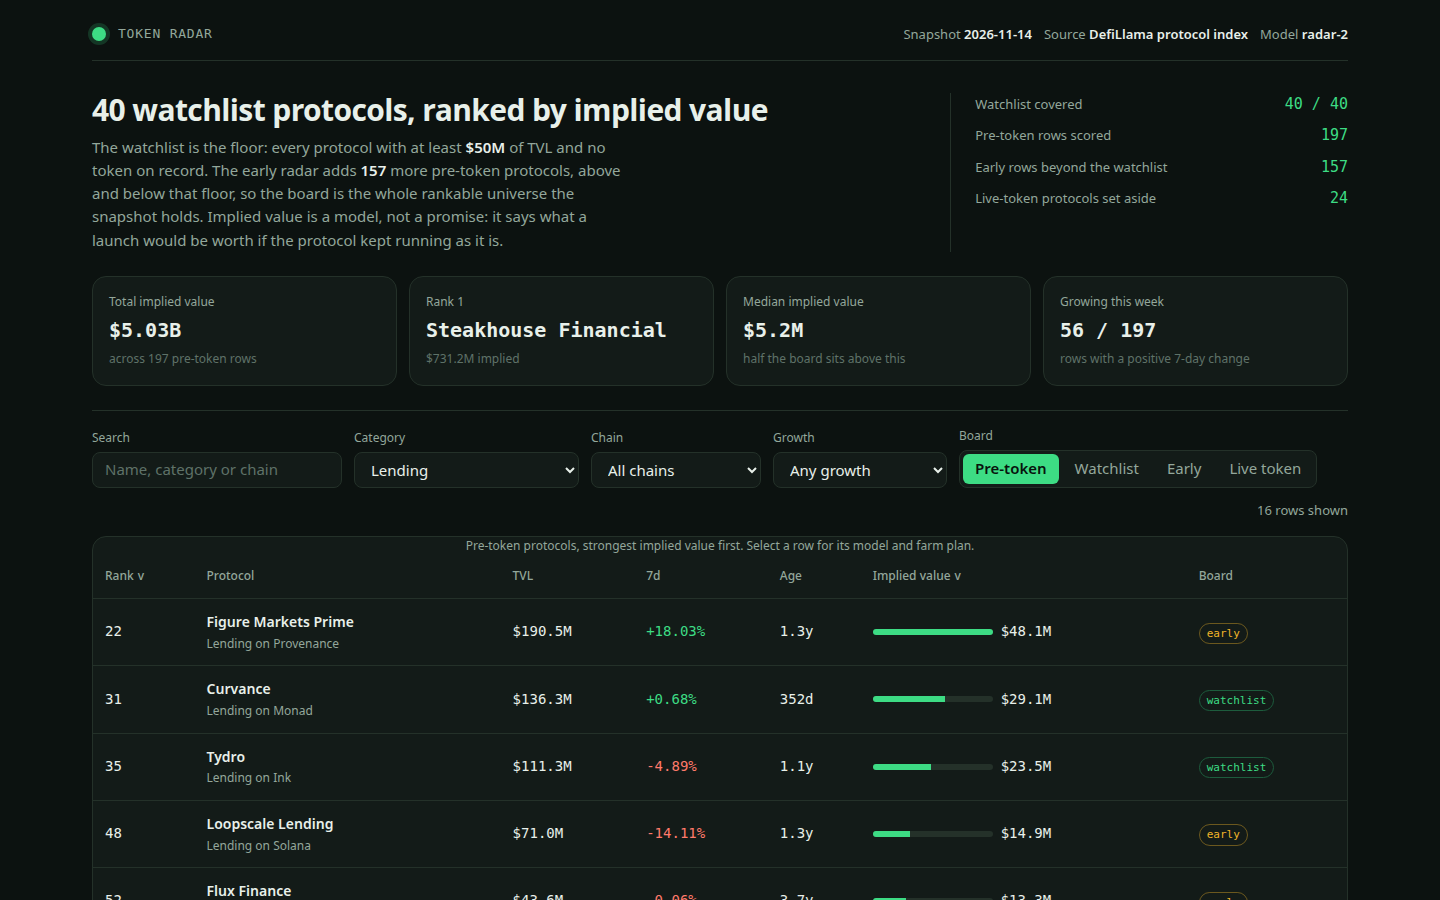 TOKEN RADAR
Snapshot 2026-11-14 Source DefiLlama protocol index Model radar-2
40 watchlist protocols, ranked by implied value
The watchlist is the floor: every protocol with at least $50M of TVL and no
token on record. The early radar adds 157 more pre-token protocols, above
and below that floor, so the board is the whole rankable universe the
snapshot holds. Implied value is a model, not a promise: it says what a
launch would be worth if the protocol kept running as it is.
Watchlist covered 40 / 40
Pre-token rows scored 197
Early rows beyond the watchlist 157
Live-token protocols set aside 24
Total implied value
$5.03B
across 197 pre-token rows
Rank 1
Steakhouse Financial
$731.2M implied
Median implied value
$5.2M
half the board sits above this
Growing this week
56 / 197
rows with a positive 7-day change
Search Category Chain Growth Board
Name, category or chain Lending All chains Any growth Pre-token Watchlist Early Live token
16 rows shown
Pre-token protocols, strongest implied value first. Select a row for its model and farm plan.
Rank v Protocol TVL 7d Age Implied value v Board
22 Figure Markets Prime $190.5M +18.03% 1.3y $48.1M early
Lending on Provenance
31 Curvance $136.3M +0.68% 352d $29.1M watchlist
Lending on Monad
35 Tydro $111.3M -4.89% 1.1y $23.5M watchlist
Lending on Ink
48 Loopscale Lending $71.0M -14.11% 1.3y $14.9M early
Lending on Solana
Flux Finance